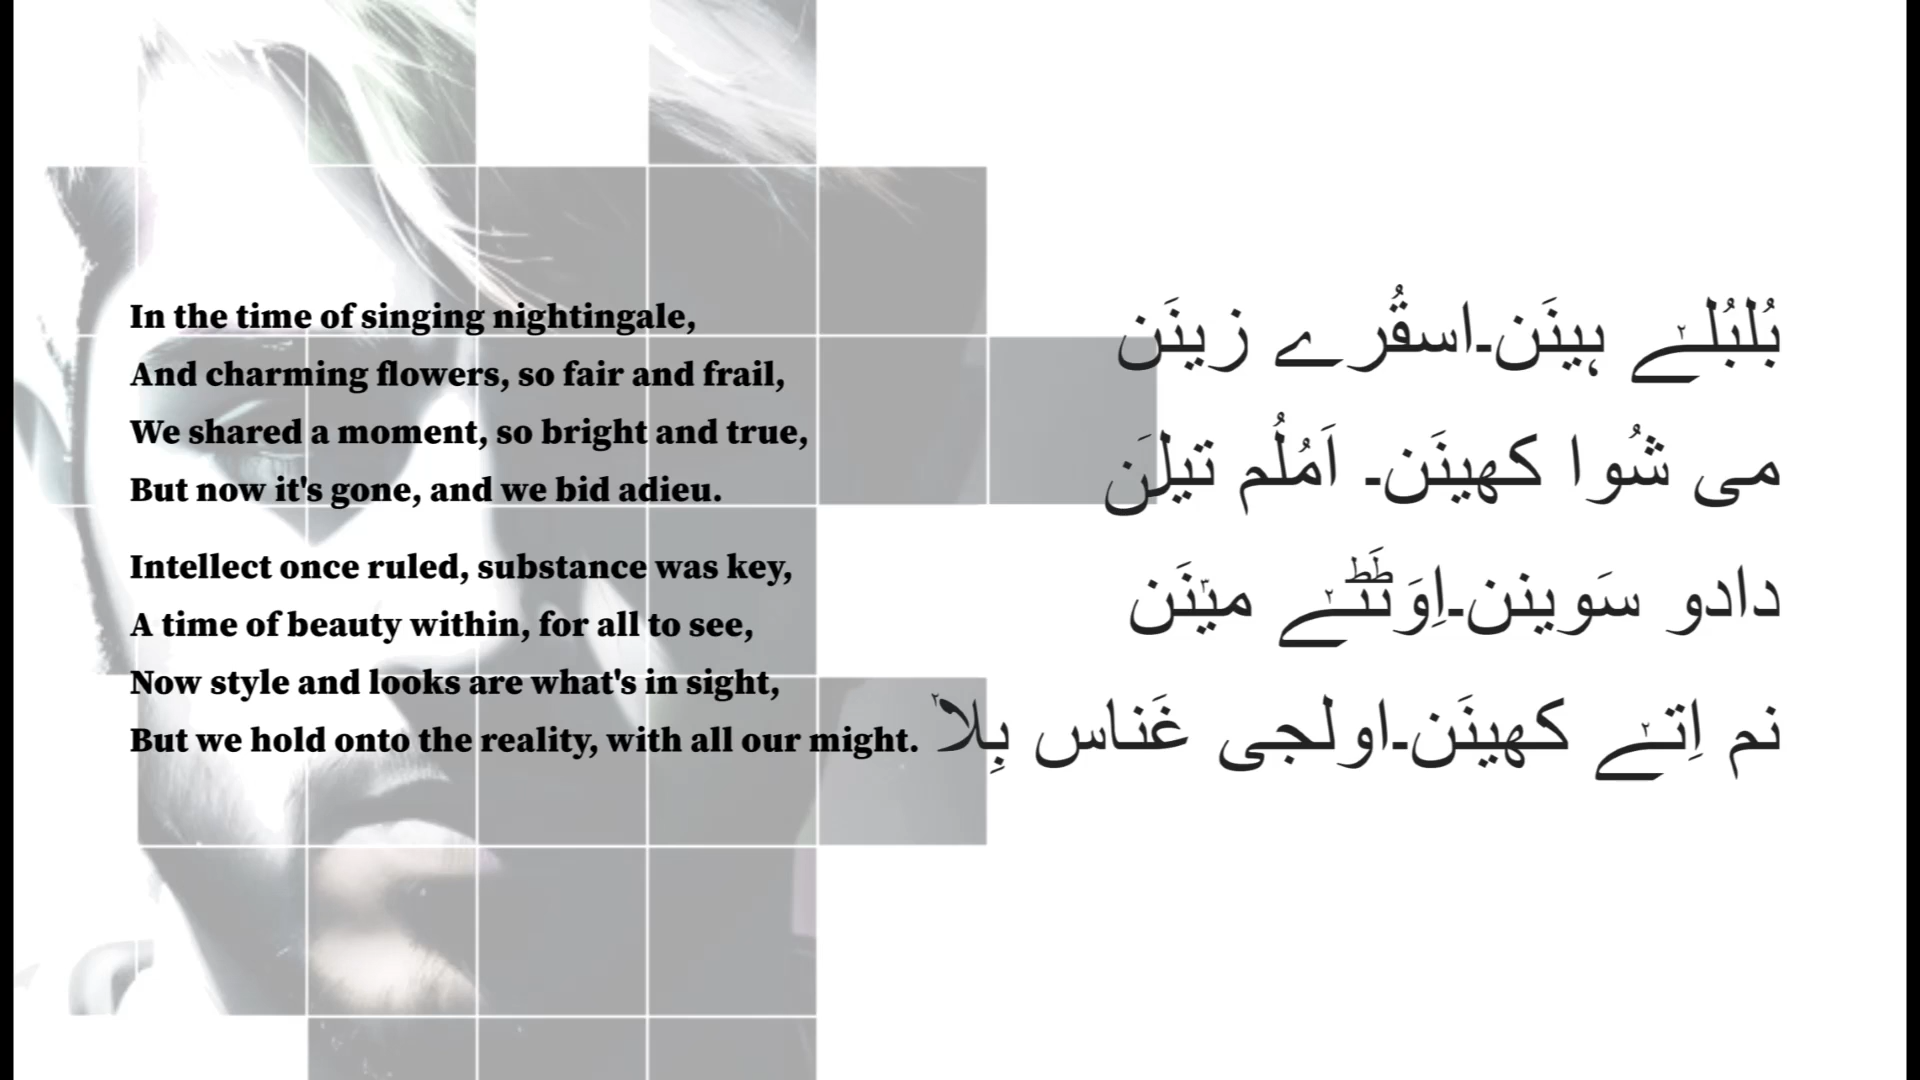 In the time of singing nightingale,
And charming flowers, so fair and frail,
We shared a moment, so bright and true,
But now it's gone, and we bid adieu.
Intellect once ruled, substance was key,
A time of beauty within, for all to see,
Now style and looks are what's in sight,
But we hold onto the reality, with all our might.
بُلبُلےٚ ہینَن۔اسقُرے زینَن
می شُوا کھینَن۔ اَمُلُم تیلَن
دادو سَوینن۔اِوَٹَٹےٚ میّنَن
نم اِتےٚ کھینَن۔اولجی غَناس بِلاٚ